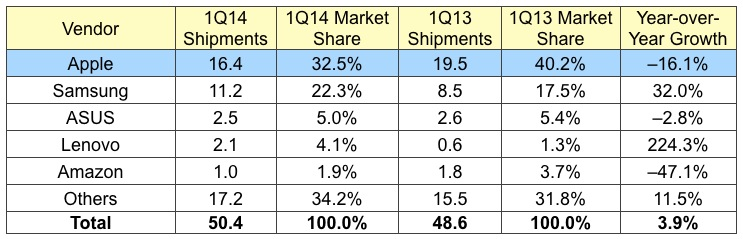 Vendor 1Q14 Shipments 1Q14 Market Share 1Q13 Shipments 1Q13 Market Share Year-over-Year Growth
Apple 16.4 32.5% 19.5 40.2% –16.1%
Samsung 11.2 22.3% 8.5 17.5% 32.0%
ASUS 2.5 5.0% 2.6 5.4% –2.8%
Lenovo 2.1 4.1% 0.6 1.3% 224.3%
Amazon 1.0 1.9% 1.8 3.7% –47.1%
Others 17.2 34.2% 15.5 31.8% 11.5%
Total 50.4 100.0% 48.6 100.0% 3.9%